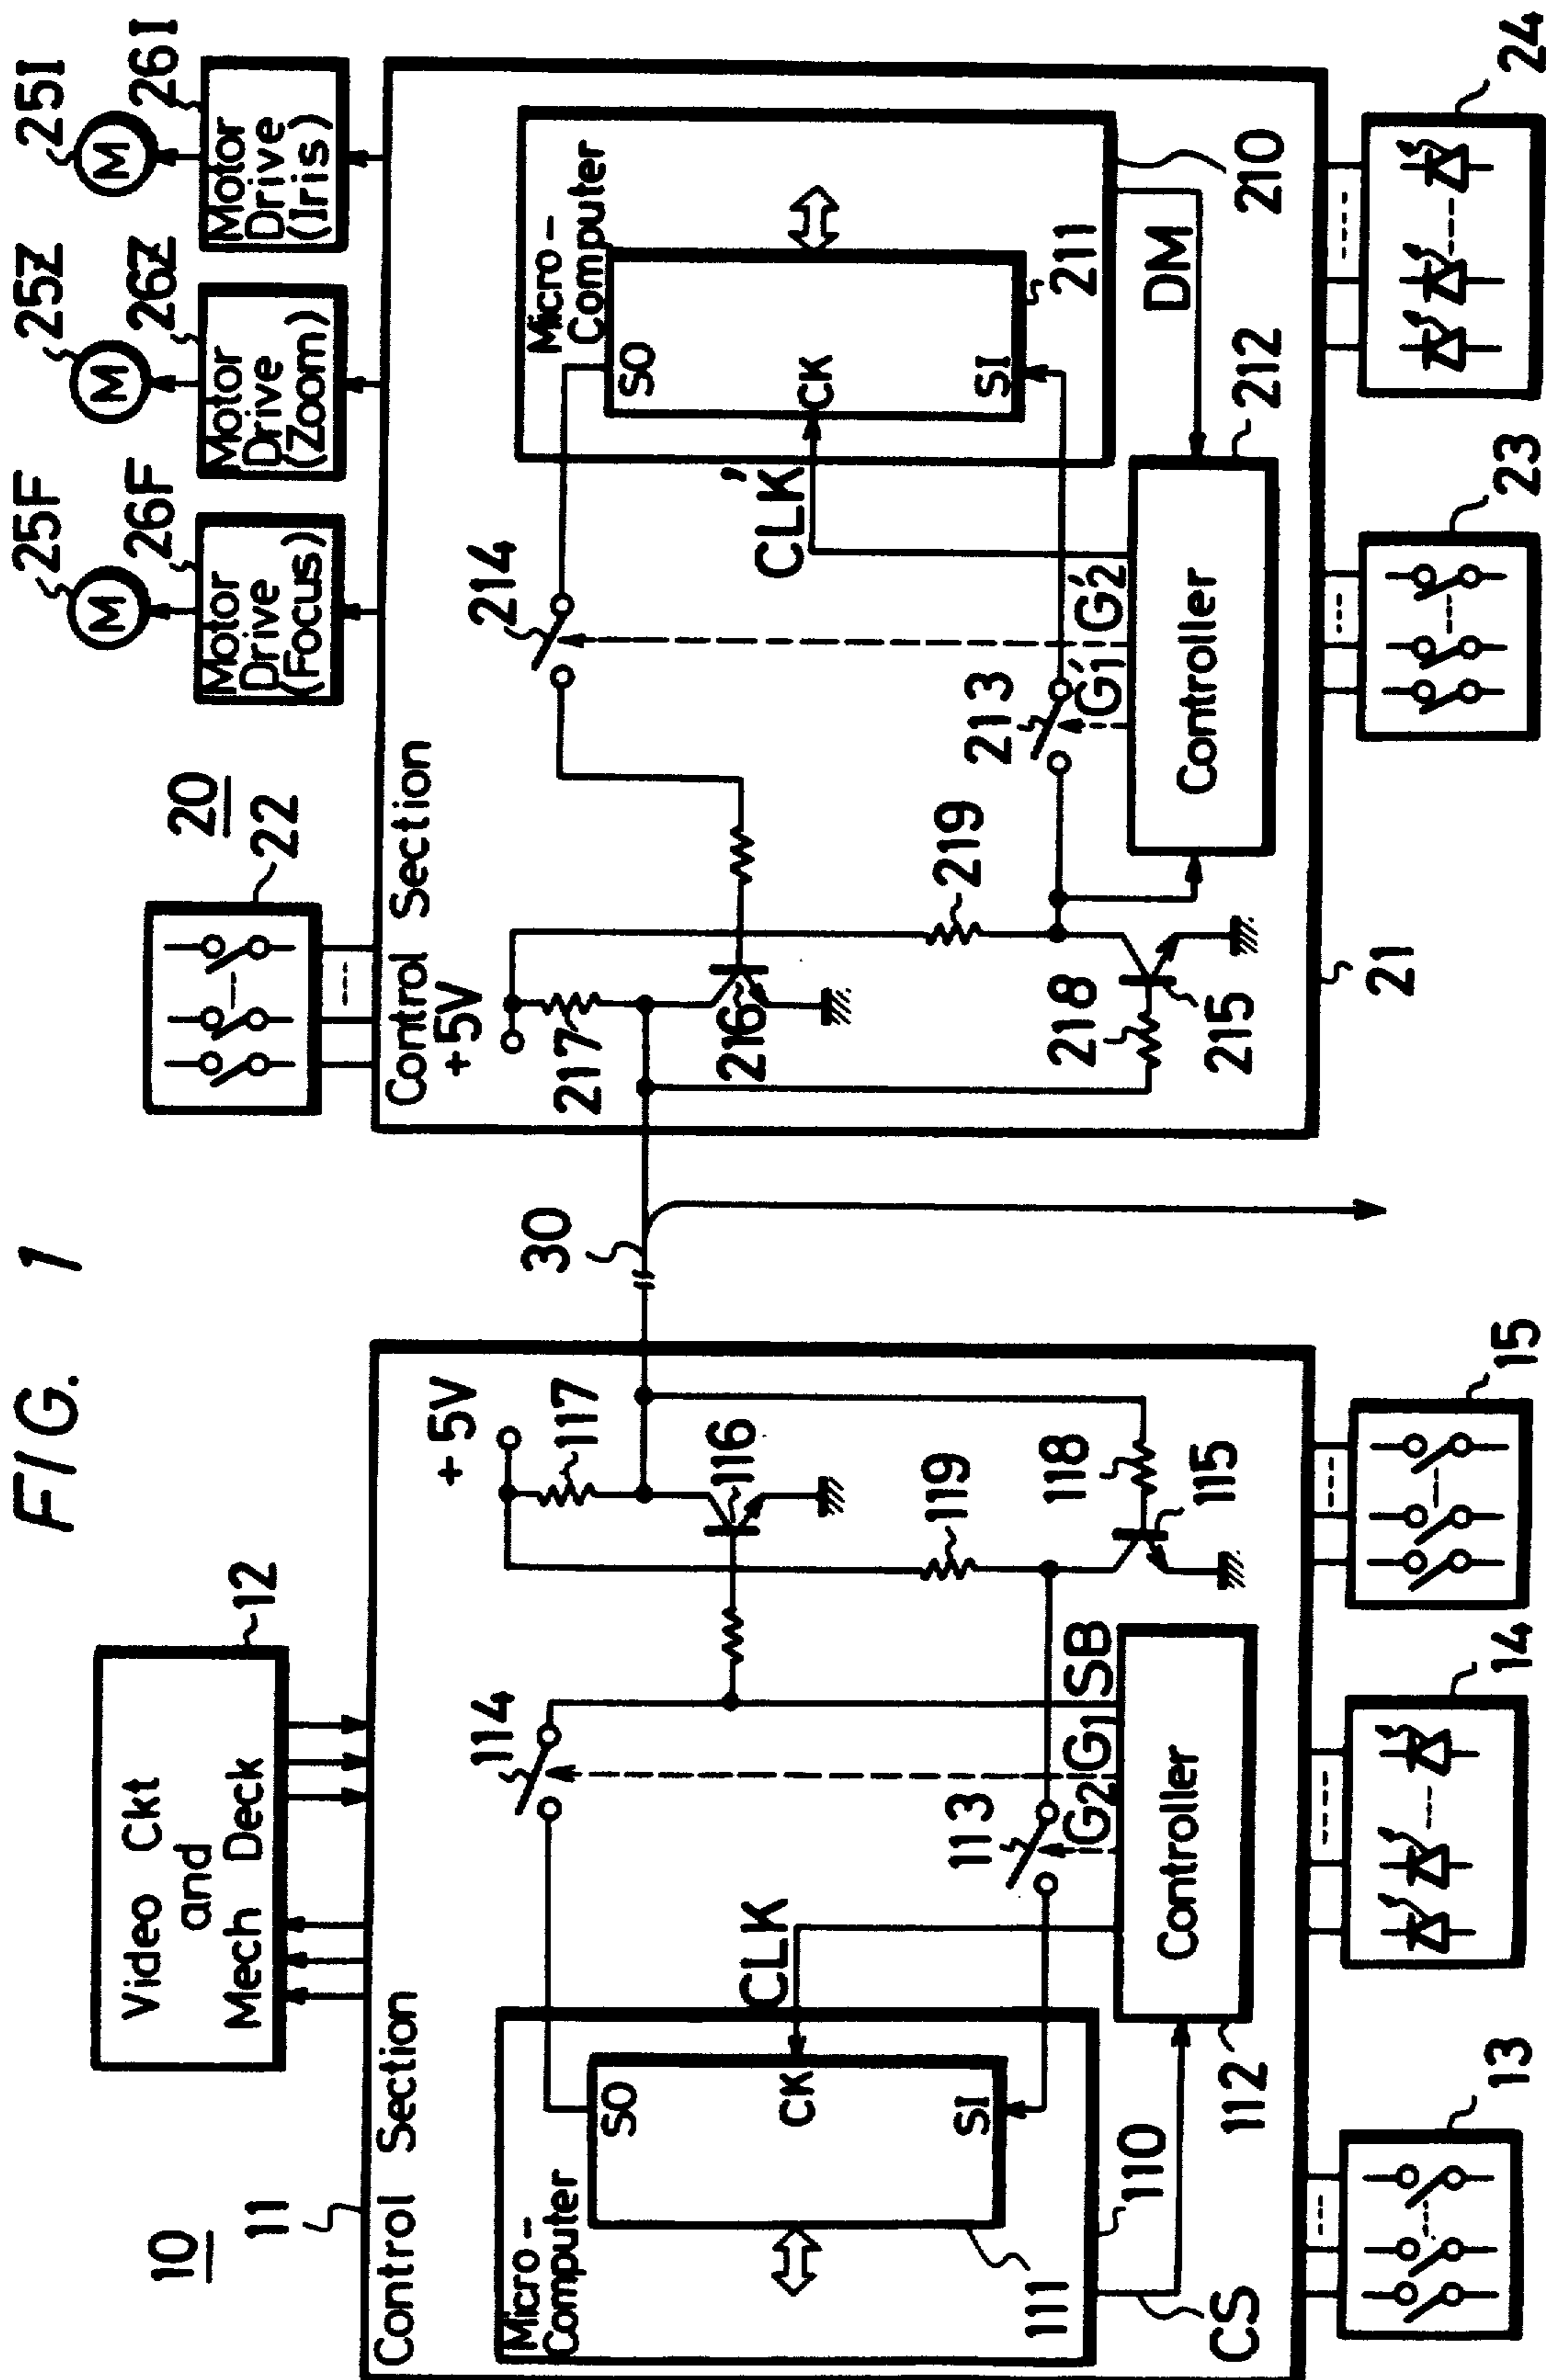 FIG. 1
10
11
Control Section
Video Ckt
and
Mech Deck
12
Micro-
Computer
SO
CK
SI
111
110
CS
CLK
114
113
G2
G1
SB
Controller
112
+5V
117
116
119
118
115
13
14
15
30
20
22
Control Section
+5V
217
216
219
218
215
21
214
213
G'1
G'2
CLK'
Controller
212
DM
Micro-
Computer
SO
CK
SI
211
210
25F
M
26F
Motor
Drive
(Focus)
25Z
M
26Z
Motor
Drive
(Zoom)
25I
M
26I
Motor
Drive
(Iris)
23
24